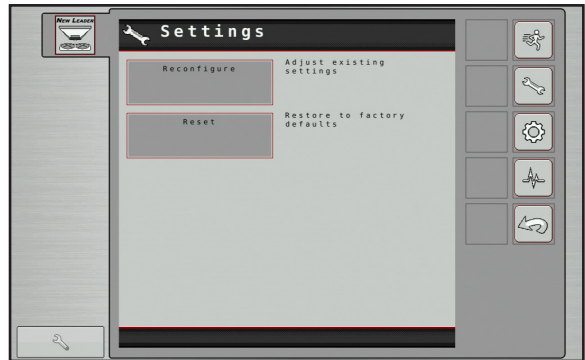 NEW LEADER
Settings
Reconfigure
Adjust existing
settings
Reset
Restore to factory
defaults